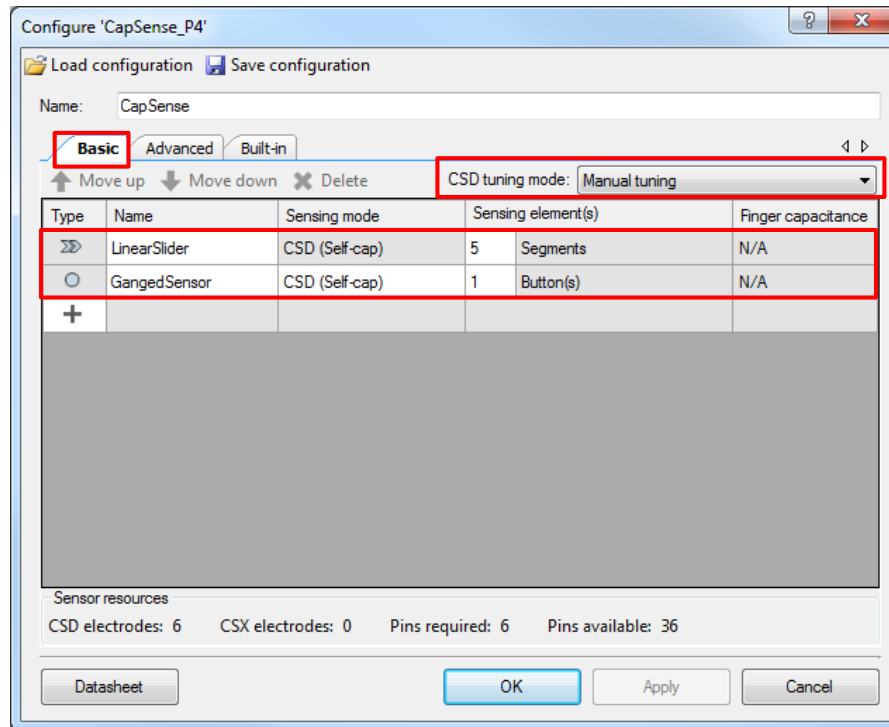 Configure 'CapSense_P4'
Load configuration Save configuration
Name: CapSense
Basic Advanced Built-in
Move up Move down Delete CSD tuning mode: Manual tuning
Type Name Sensing mode Sensing element(s) Finger capacitance
LinearSlider CSD (Self-cap) 5 Segments N/A
GangedSensor CSD (Self-cap) 1 Button(s) N/A
Sensor resources
CSD electrodes: 6 CSX electrodes: 0 Pins required: 6 Pins available: 36
Datasheet OK Apply Cancel